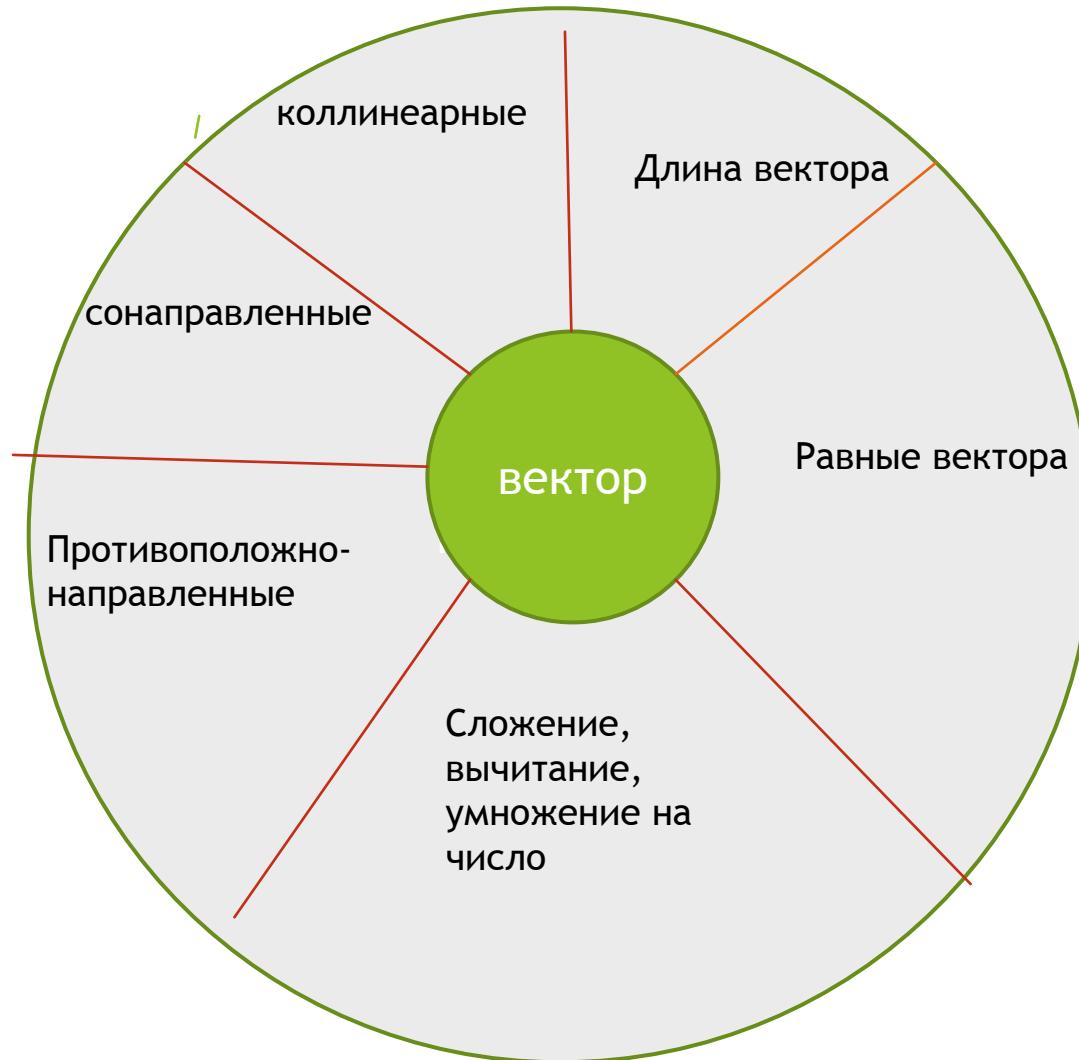 коллинеарные
Длина вектора
сонаправленные
вектор
Равные вектора
Противоположно-
направленные
Сложение,
вычитание,
умножение на
число